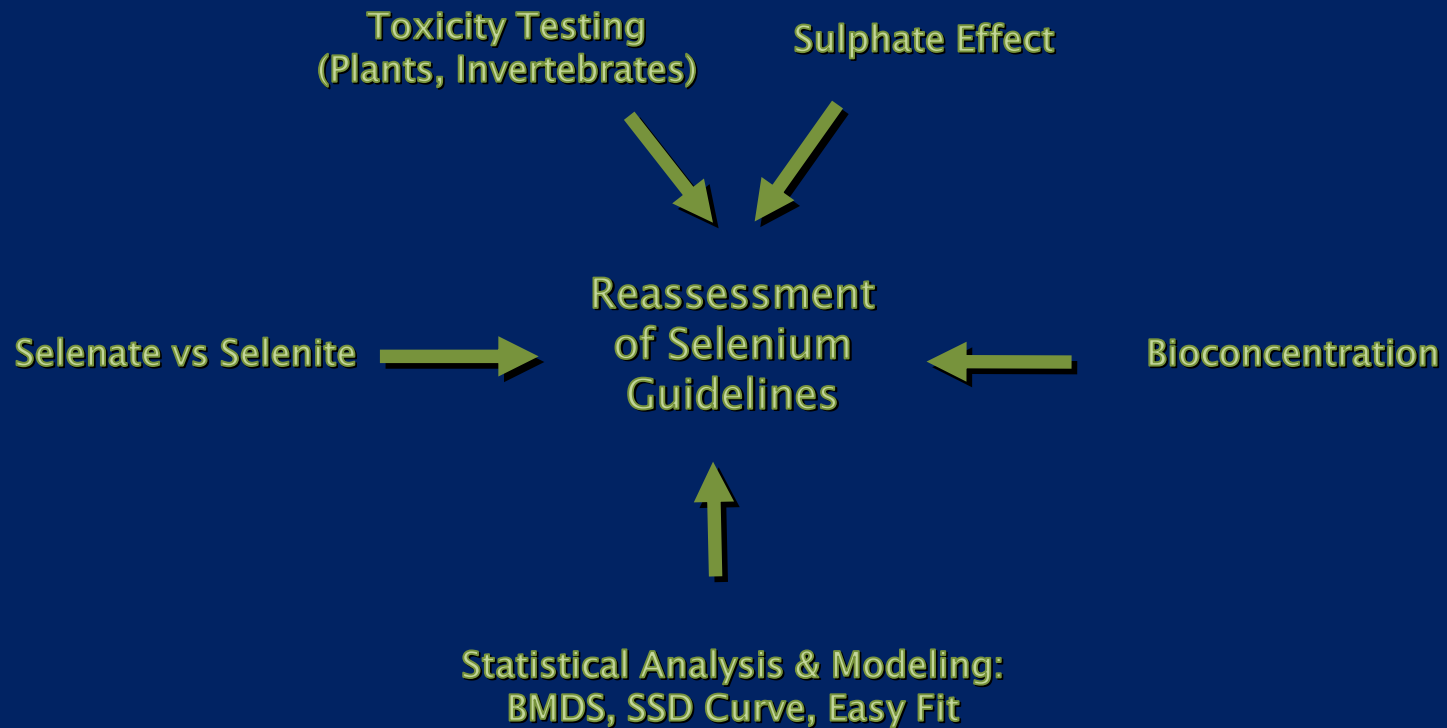 Toxicity Testing
(Plants, Invertebrates)
Sulphate Effect
Reassessment
of Selenium
Guidelines
Selenate vs Selenite
Bioconcentration
Statistical Analysis & Modeling:
BMDS, SSD Curve, Easy Fit